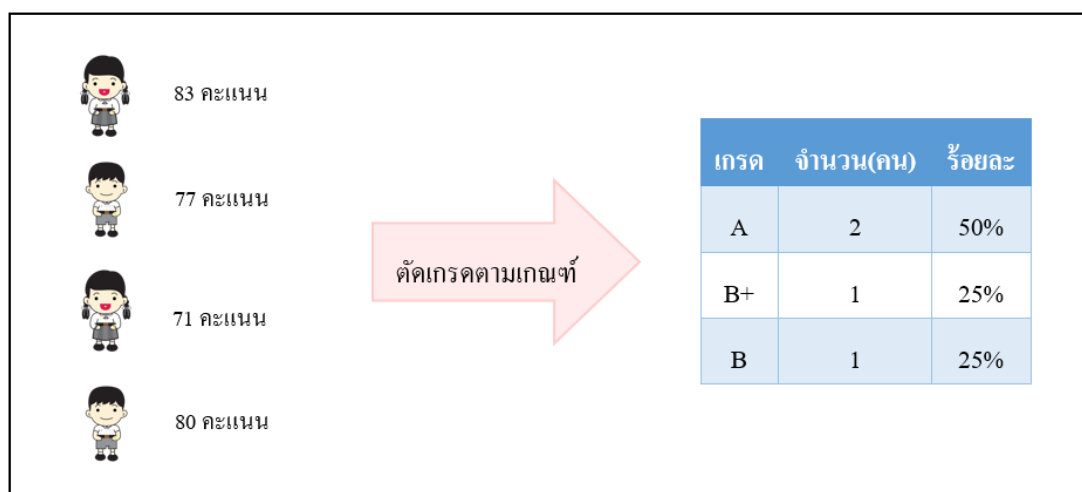 83 คะแนน
77 คะแนน
71 คะแนน
80 คะแนน
ตัดเกรดตามเกณฑ์
เกรด จำนวน(คน) ร้อยละ
A 2 50%
B+ 1 25%
B 1 25%